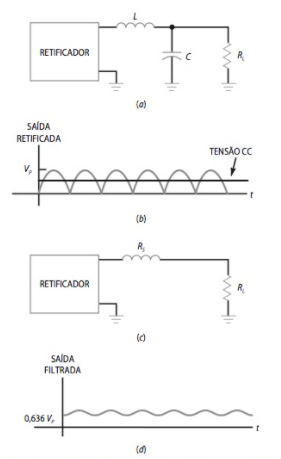 L
RETIFICADOR
C
R_L
(a)
SAÍDA
RETIFICADA
V_P
TENSÃO CC
t
(b)
R_S
RETIFICADOR
R_L
(c)
SAÍDA
FILTRADA
0,636 V_P
t
(d)